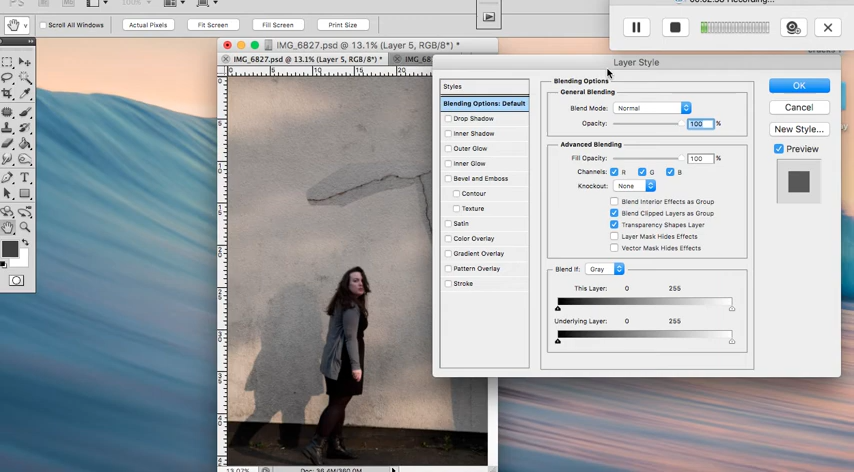 Recording...
Scroll All Windows
Actual Pixels
Fit Screen
Fill Screen
Print Size
IMG_6827.psd @ 13.1% (Layer 5, RGB/8*) *
IMG_6827.psd @ 13.1% (Layer 5, RGB/8*) *
Layer Style
Styles
Blending Options: Default
Drop Shadow
Inner Shadow
Outer Glow
Inner Glow
Bevel and Emboss
Contour
Texture
Satin
Color Overlay
Gradient Overlay
Pattern Overlay
Stroke
Blending Options
General Blending
Blend Mode: Normal
Opacity: 100 %
Advanced Blending
Fill Opacity: 100 %
Channels: R G B
Knockout: None
Blend Interior Effects as Group
Blend Clipped Layers as Group
Transparency Shapes Layer
Layer Mask Hides Effects
Vector Mask Hides Effects
Blend If: Gray
This Layer: 0 255
Underlying Layer: 0 255
OK
Cancel
New Style...
Preview